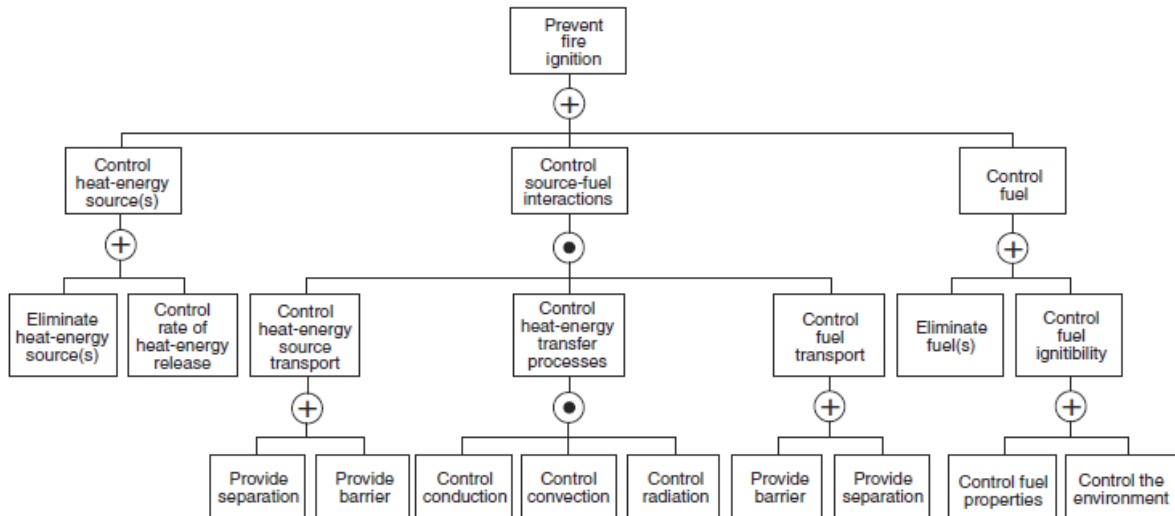 Prevent
fire
ignition
+
Control
heat-energy
source(s)
Control
source-fuel
interactions
Control
fuel
+
+
Eliminate
heat-energy
source(s)
Control
rate of
heat-energy
release
Control
heat-energy
source
transport
Control
heat-energy
transfer
processes
Control
fuel
transport
Eliminate
fuel(s)
Control
fuel
ignitibility
+
+
+
Provide
separation
Provide
barrier
Control
conduction
Control
convection
Control
radiation
Provide
barrier
Provide
separation
Control fuel
properties
Control the
environment